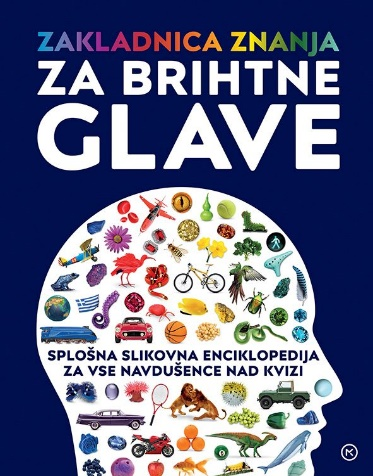 ZAKLADNICA ZNANJA
ZA BRIHTNE
GLAVE
SPLOŠNA SLIKOVNA ENCIKLOPEDIJA
ZA VSE NAVDUŠENCE NAD KVIZI